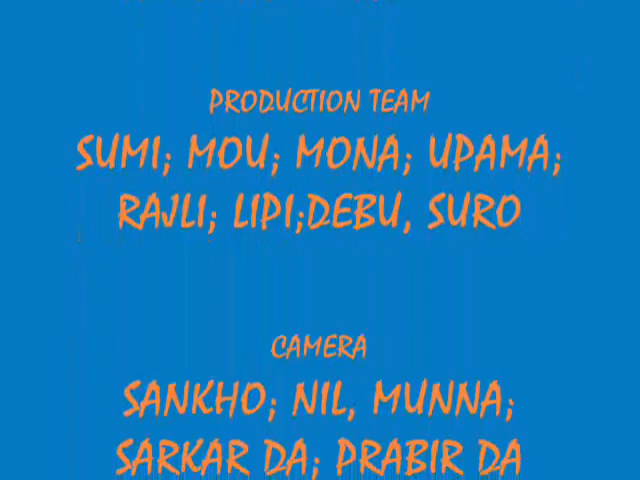 PRODUCTION TEAM
SUMI; MOU; MONA; UPAMA;
RAJLI; LIPI;DEBU, SURO
CAMERA
SANKHO; NIL, MUNNA;
SARKAR DA; PRABIR DA